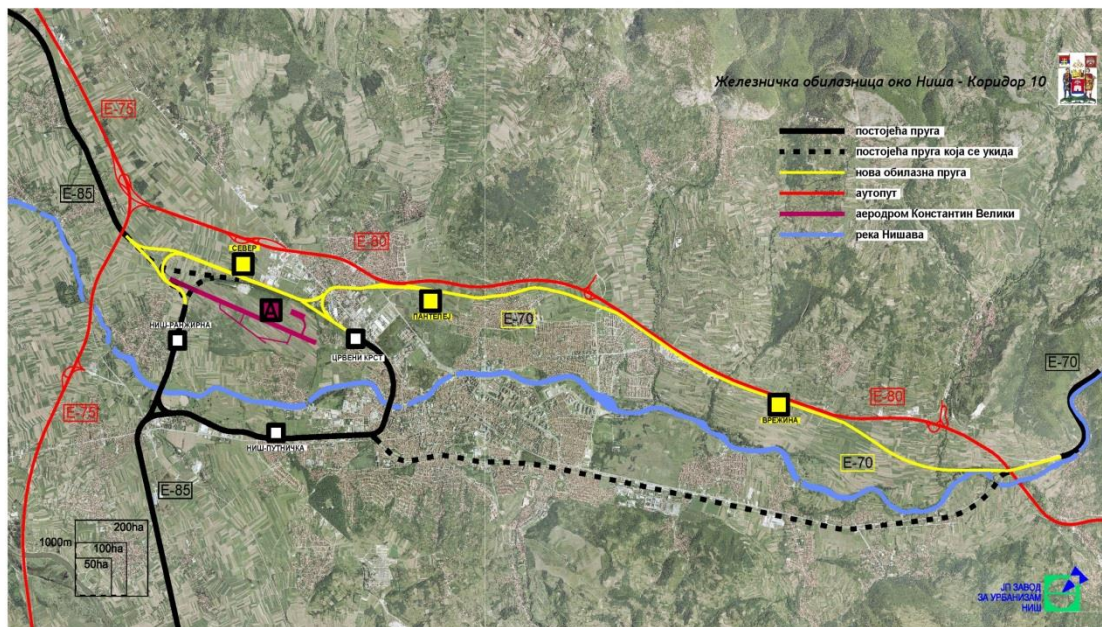 Железничка обилазница око Ниша - Коридор 10
постојећа пруга
постојећа пруга која се укида
нова обилазна пруга
аутопут
аеродром Константин Велики
река Нишава
E-75
E-85
СЕВЕР
E-80
ПАНТЕЛЕЈ
E-70
A
НИШ-РАНЖИРНА
ЦРВЕНИ КРСТ
E-70
E-75
НИШ-ПУТНИЧКА
ВРЕЖИНА
E-80
E-70
E-85
200ha
1000m
100ha
50ha
ЈП ЗАВОД
ЗА УРБАНИЗАМ
НИШ